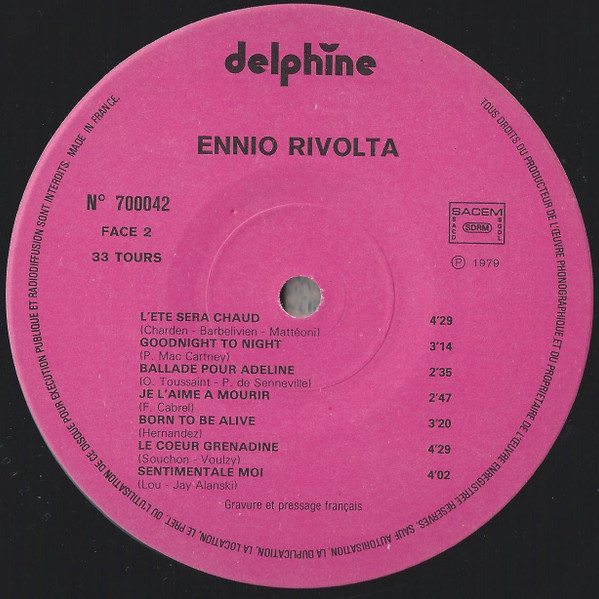 delphine
ENNIO RIVOLTA
N° 700042
FACE 2
33 TOURS
SACEM
SACD
SDRM
SGDL
Ⓟ 1979
L'ETE SERA CHAUD 4'29
(Charden - Barbelivien - Mattéoni)
GOODNIGHT TO NIGHT 3'14
(P. Mac Cartney)
BALLADE POUR ADELINE 2'35
(O. Toussaint - P. de Senneville)
JE L'AIME A MOURIR 2'47
(F. Cabrel)
BORN TO BE ALIVE 3'20
(Hernandez)
LE COEUR GRENADINE 4'29
(Souchon - Voulzy)
SENTIMENTALE MOI 4'02
(Lou - Jay Alanski)
Gravure et pressage français
TOUS DROITS DU PRODUCTEUR DE L'ŒUVRE PHONOGRAPHIQUE ET DU PROPRIETAIRE DE L'ŒUVRE ENREGISTREE RESERVES. SAUF AUTORISATION, LA DUPLICATION, LA LOCATION, LE PRET, OU L'UTILISATION DE CE DISQUE POUR EXECUTION PUBLIQUE ET RADIODIFFUSION SONT INTERDITS. MADE IN FRANCE.